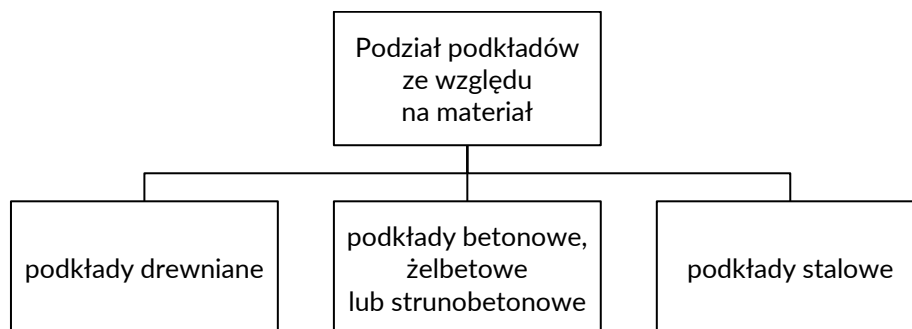 Podział podkładów
ze względu
na materiał
podkłady drewniane
podkłady betonowe,
żelbetowe
lub strunobetonowe
podkłady stalowe